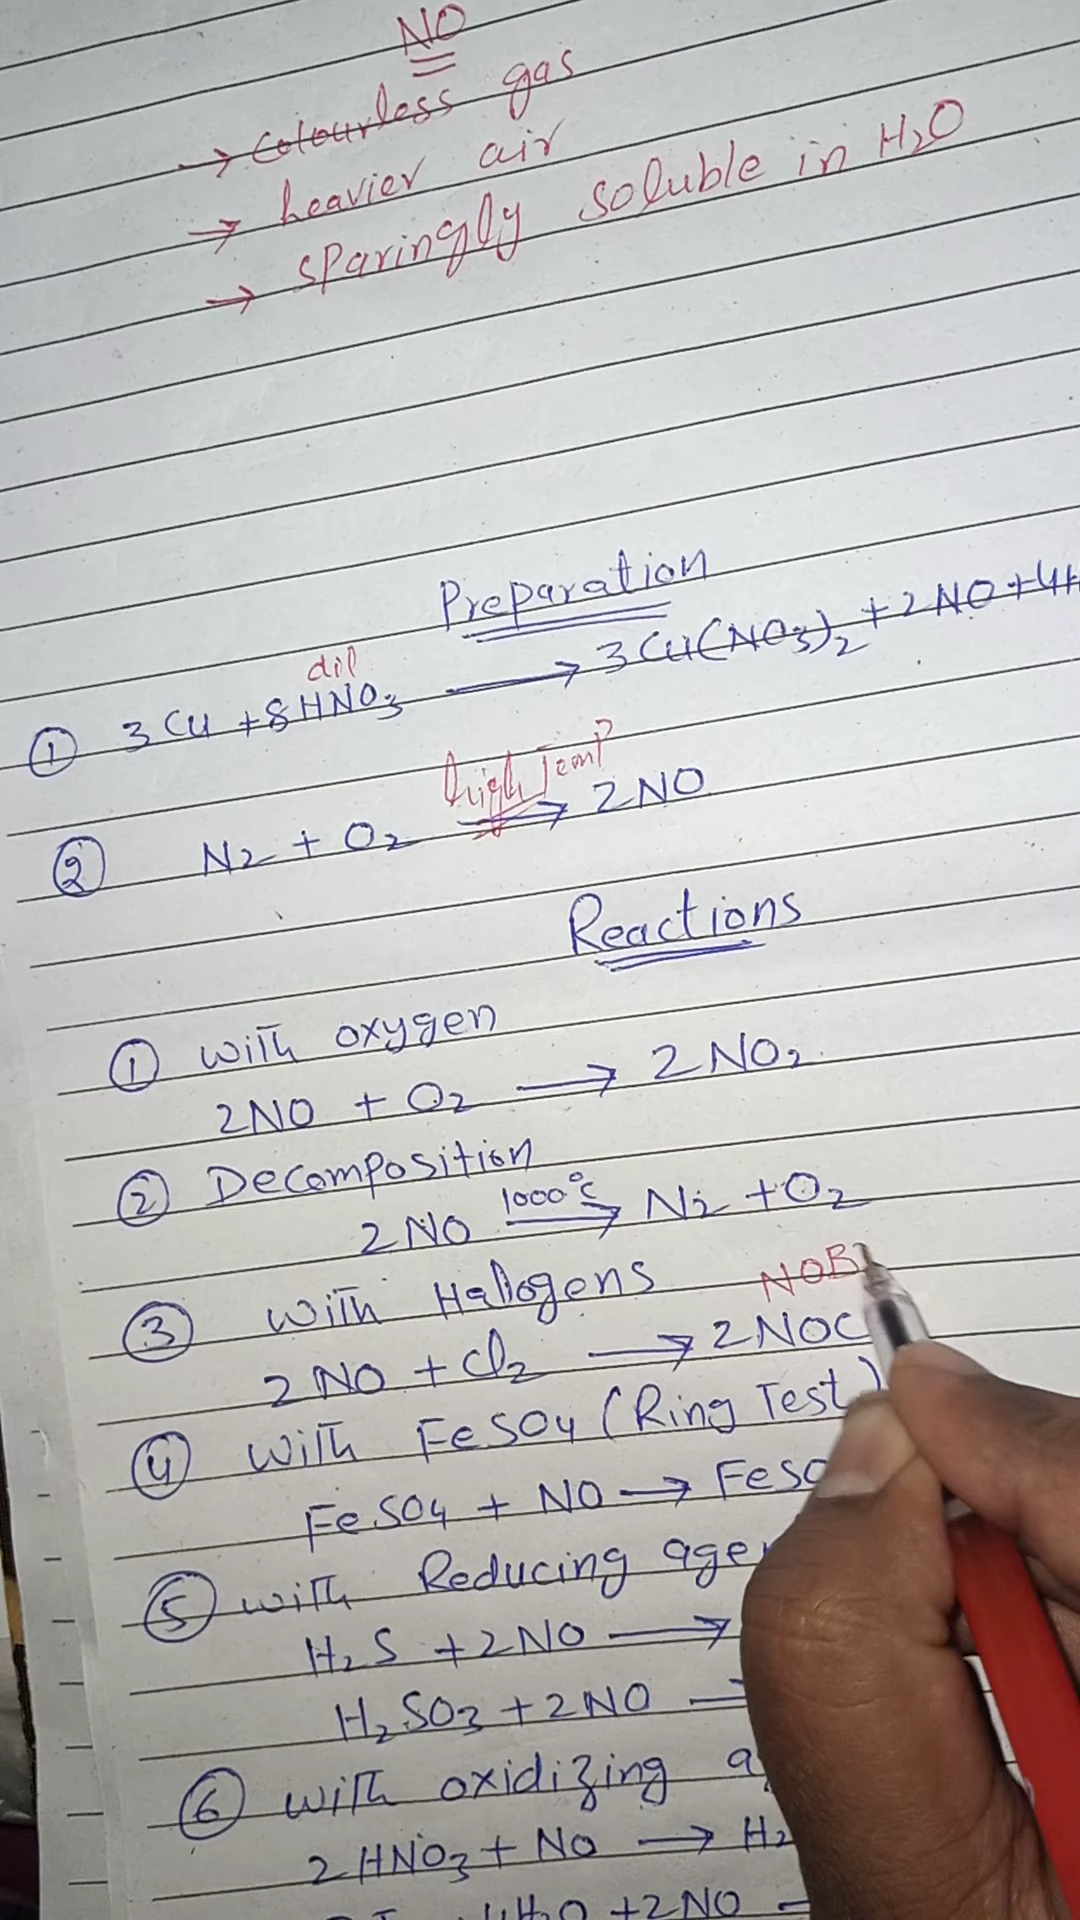 NO
→ Colourless gas
→ heavier air
→ sparingly soluble in H₂O
Preparation
dil
① 3Cu + 8HNO₃ ⟶ 3Cu(NO₃)₂ + 2NO + 4H
high Temp
② N₂ + O₂ ⟶ 2NO
Reactions
① with oxygen
2NO + O₂ ⟶ 2NO₂
② Decomposition
1000°C
2NO ⟶ N₂ + O₂
③ with Halogens
NOB
2NO + Cl₂ ⟶ 2NOC
④ with FeSO₄ (Ring Test)
FeSO₄ + NO ⟶ FeSO
⑤ with Reducing age
H₂S + 2NO ⟶
H₂SO₃ + 2NO ⟶
⑥ with oxidizing a
2HNO₃ + NO ⟶ H₂
4H₂O + 2NO